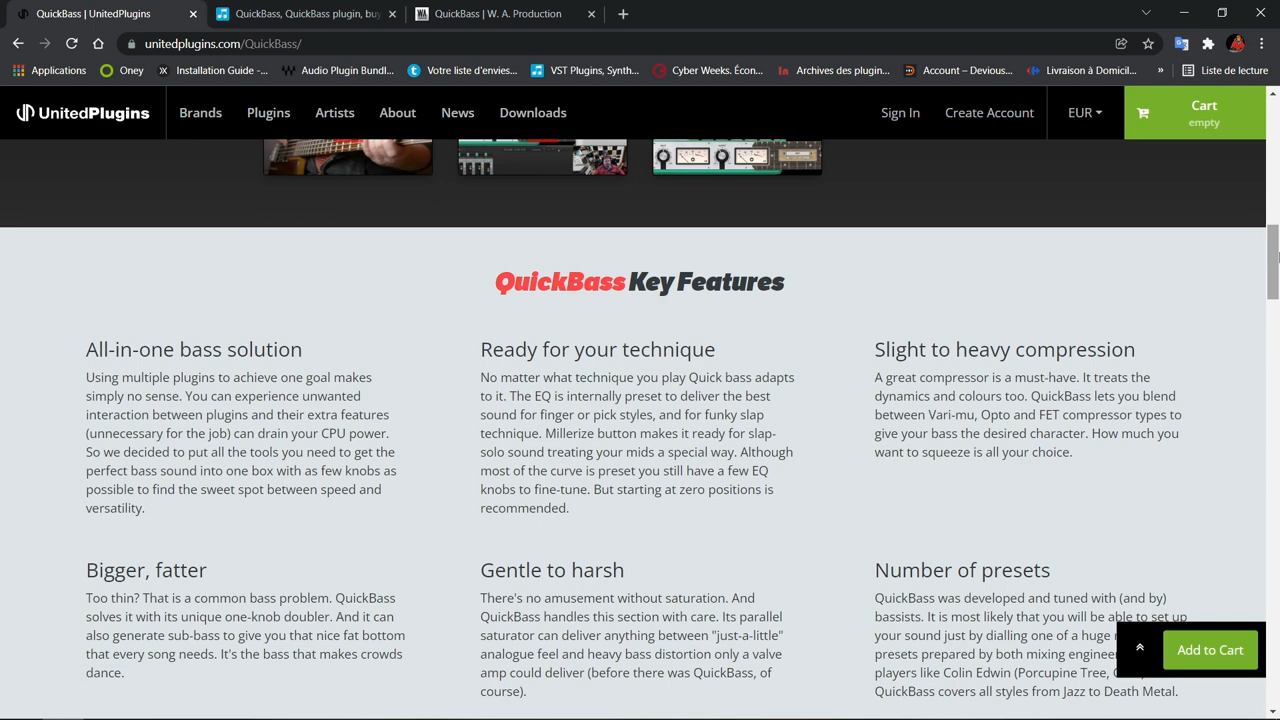 QuickBass | UnitedPlugins
QuickBass, QuickBass plugin, buy
QuickBass | W. A. Production
unitedplugins.com/QuickBass/
Applications
Oney
Installation Guide -...
Audio Plugin Bundl...
Votre liste d'envies...
VST Plugins, Synth...
Cyber Weeks. Écon...
Archives des plugin...
Account – Devious...
Livraison à Domicil...
»
Liste de lecture
UnitedPlugins
Brands
Plugins
Artists
About
News
Downloads
Sign In
Create Account
EUR
Cart
empty
QuickBass Key Features
All-in-one bass solution
Using multiple plugins to achieve one goal makes
simply no sense. You can experience unwanted
interaction between plugins and their extra features
(unnecessary for the job) can drain your CPU power.
So we decided to put all the tools you need to get the
perfect bass sound into one box with as few knobs as
possible to find the sweet spot between speed and
versatility.
Ready for your technique
No matter what technique you play Quick bass adapts
to it. The EQ is internally preset to deliver the best
sound for finger or pick styles, and for funky slap
technique. Millerize button makes it ready for slap-
solo sound treating your mids a special way. Although
most of the curve is preset you still have a few EQ
knobs to fine-tune. But starting at zero positions is
recommended.
Slight to heavy compression
A great compressor is a must-have. It treats the
dynamics and colours too. QuickBass lets you blend
between Vari-mu, Opto and FET compressor types to
give your bass the desired character. How much you
want to squeeze is all your choice.
Bigger, fatter
Too thin? That is a common bass problem. QuickBass
solves it with its unique one-knob doubler. And it can
also generate sub-bass to give you that nice fat bottom
that every song needs. It's the bass that makes crowds
dance.
Gentle to harsh
There's no amusement without saturation. And
QuickBass handles this section with care. Its parallel
saturator can deliver anything between "just-a-little"
analogue feel and heavy bass distortion only a valve
amp could deliver (before there was QuickBass, of
course).
Number of presets
QuickBass was developed and tuned with (and by)
bassists. It is most likely that you will be able to set up
your sound just by dialling one of a huge
presets prepared by both mixing engineer
players like Colin Edwin (Porcupine Tree,
QuickBass covers all styles from Jazz to Death Metal.
Add to Cart